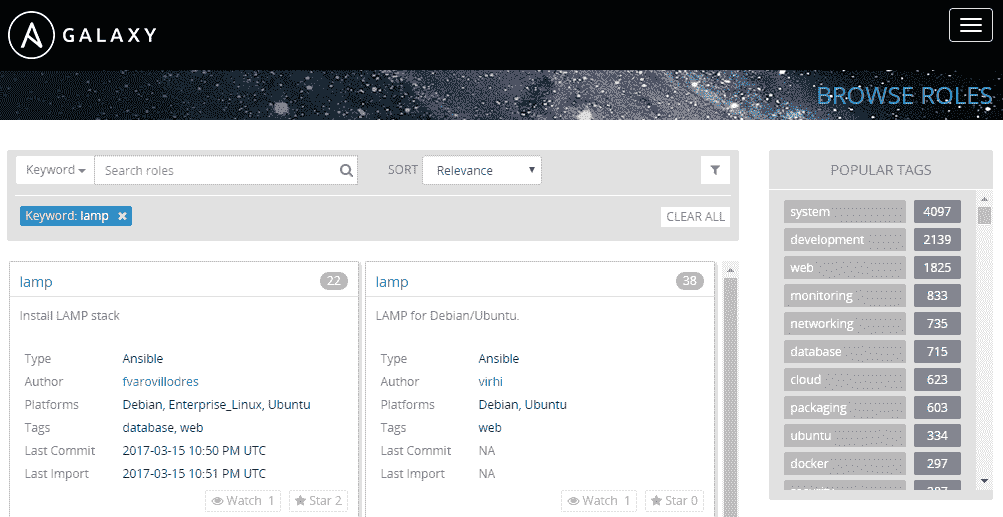 GALAXY
BROWSE ROLES
Keyword
Search roles
SORT
Relevance
Keyword: lamp ×
CLEAR ALL
lamp 22
Install LAMP stack
Type Ansible
Author fvarovillodres
Platforms Debian, Enterprise_Linux, Ubuntu
Tags database, web
Last Commit 2017-03-15 10:50 PM UTC
Last Import 2017-03-15 10:51 PM UTC
Watch 1 Star 2
lamp 38
LAMP for Debian/Ubuntu.
Type Ansible
Author virhi
Platforms Debian, Ubuntu
Tags web
Last Commit NA
Last Import NA
Watch 1 Star 0
POPULAR TAGS
system 4097
development 2139
web 1825
monitoring 833
networking 735
database 715
cloud 623
packaging 603
ubuntu 334
docker 297